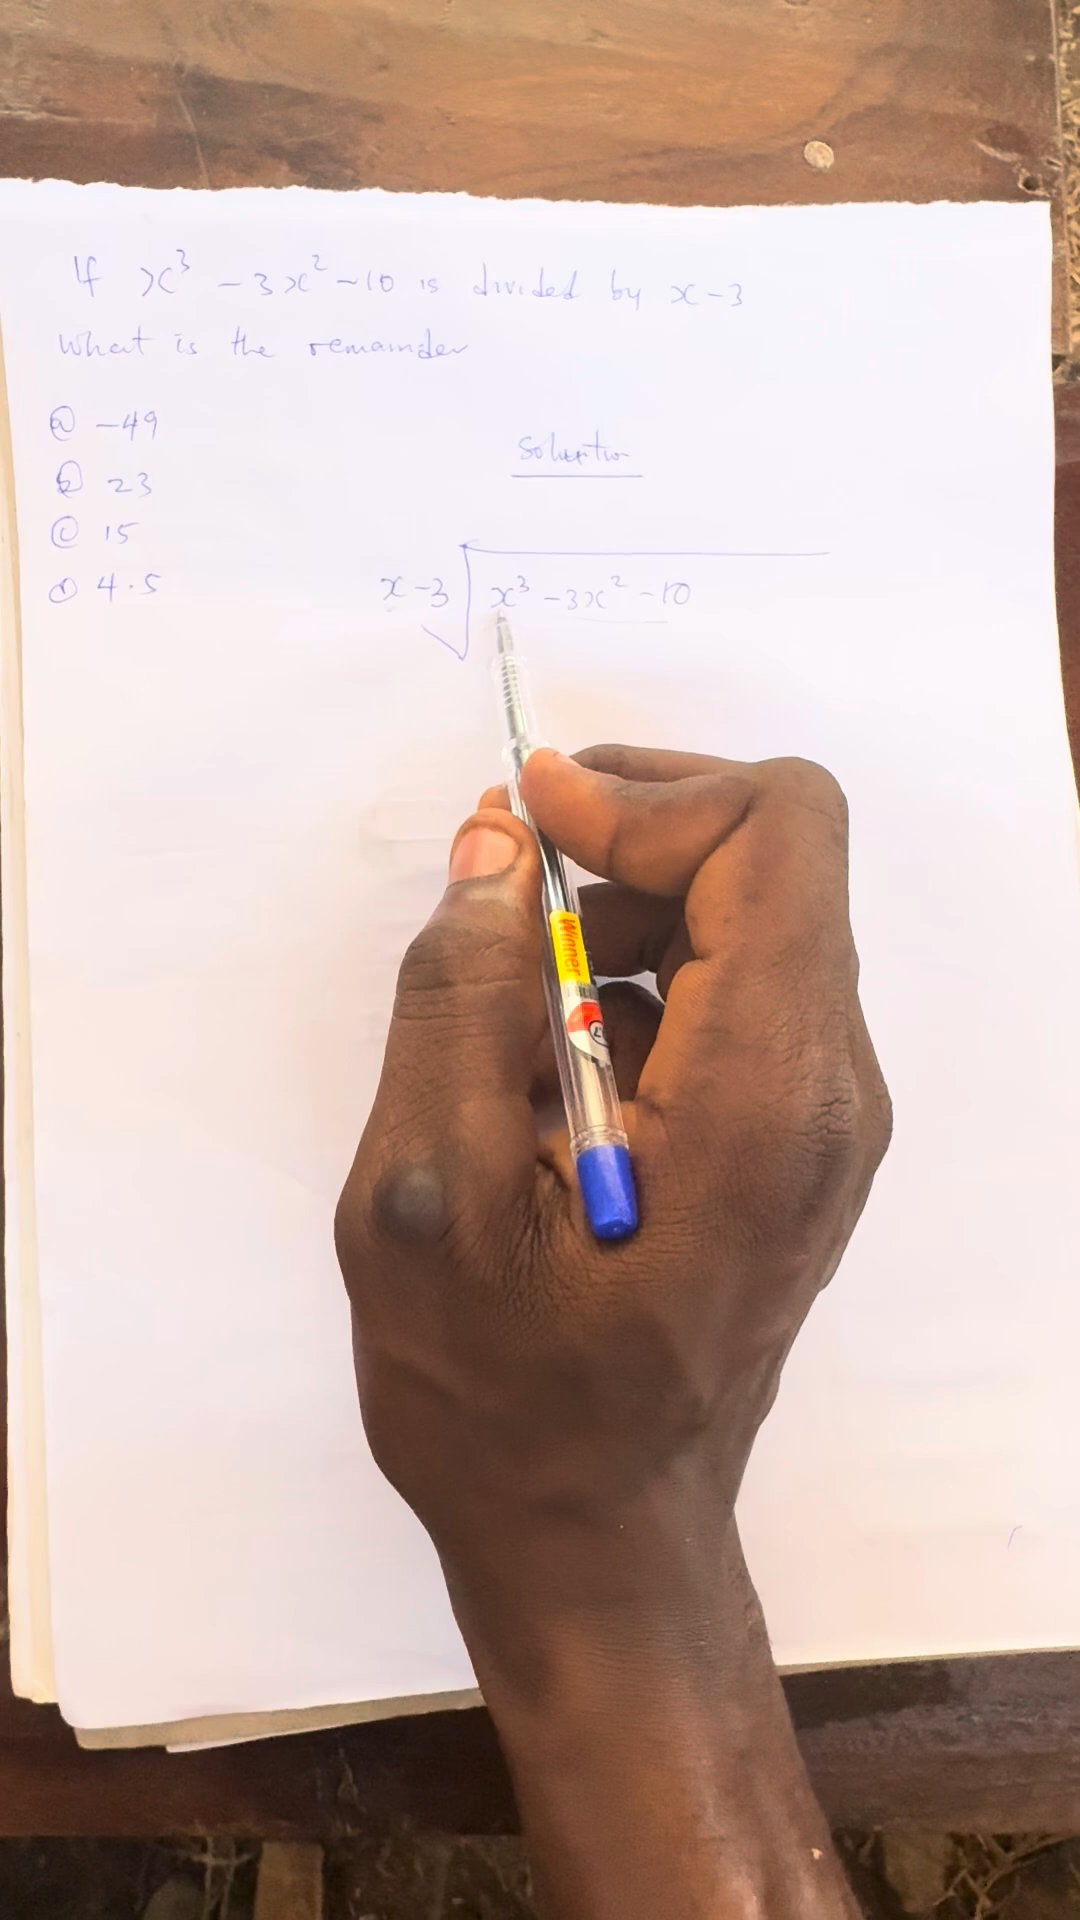 If x³ - 3x² - 10 is divided by x - 3
What is the remainder
ⓐ -49
ⓑ 23
ⓒ 15
ⓓ 4.5
Solution
x - 3 x³ - 3x² - 10
Winner